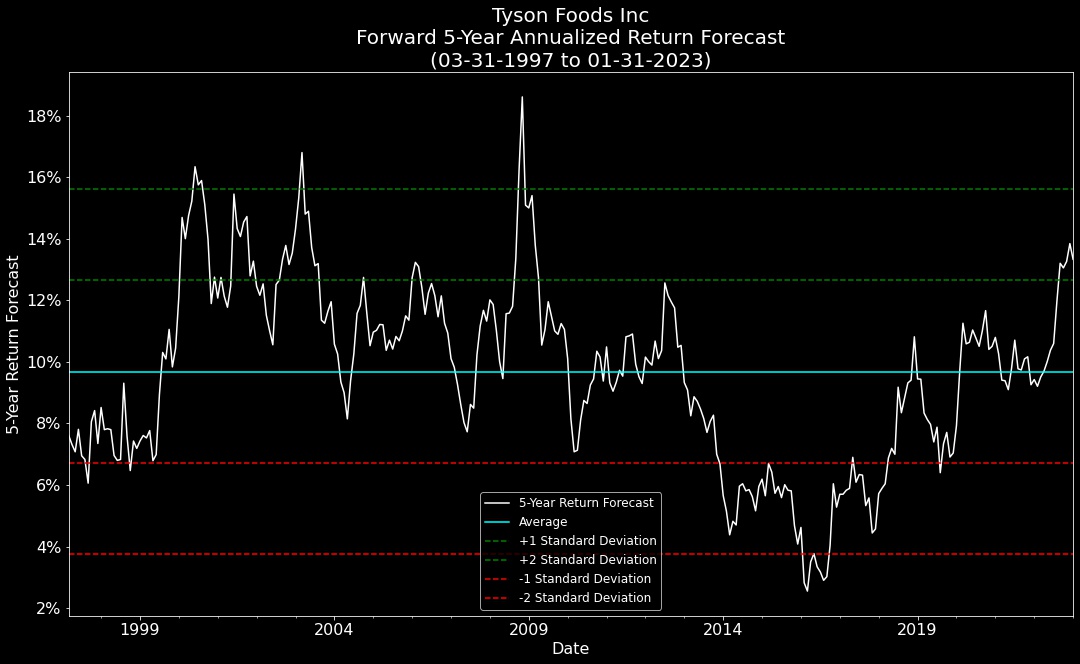 Tyson Foods Inc
Forward 5-Year Annualized Return Forecast
(03-31-1997 to 01-31-2023)
18%
16%
14%
12%
10%
8%
6%
4%
2%
5-Year Return Forecast
5-Year Return Forecast
Average
+1 Standard Deviation
+2 Standard Deviation
-1 Standard Deviation
-2 Standard Deviation
1999
2004
2009
2014
2019
Date